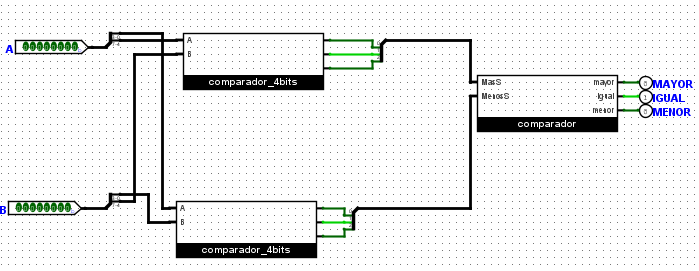 A
A
B
comparador_4bits
MasS
MenosS
mayor
igual
menor
comparador
MAYOR
IGUAL
MENOR
B
A
B
comparador_4bits